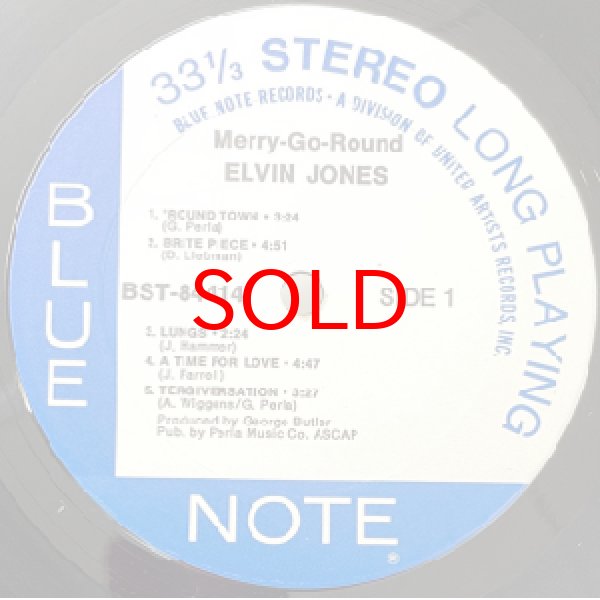 33⅓ STEREO LONG PLAYING
BLUE NOTE RECORDS • A DIVISION OF UNITED ARTISTS RECORDS, INC.
Merry-Go-Round
ELVIN JONES
1. 'ROUND TOWN • 3:24
(G. Perla)
2. BRITE PIECE • 4:51
(D. Liebman)
BST-84414 SIDE 1
SOLD
3. LUNGS • 2:24
(J. Hammer)
4. A TIME FOR LOVE • 4:47
(J. Farrell)
5. TERGIVERSATION • 3:27
(A. Wiggens/G. Perla)
Produced by George Butler
Pub. by Perla Music Co. ASCAP
BLUE
NOTE®